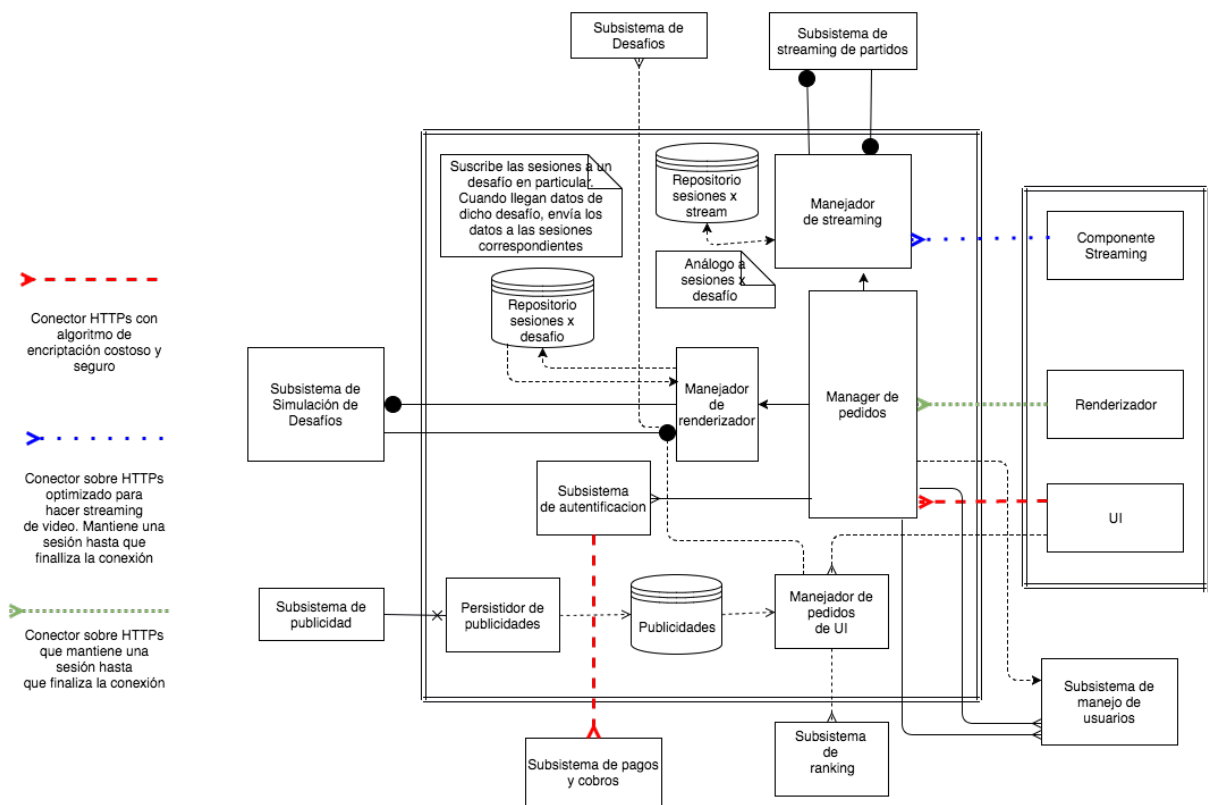 Subsistema de
Desafios
Subsistema de
streaming de partidos
Suscribe las sesiones a un
desafío en particular.
Cuando llegan datos de
dicho desafío, envía los
datos a las sesiones
correspondientes
Repositorio
sesiones x
stream
Manejador
de streaming
Componente
Streaming
Análogo a
sesiones x
desafío
Conector HTTPs con
algoritmo de
encriptación costoso y
seguro
Repositorio
sesiones x
desafio
Subsistema de
Simulación de
Desafíos
Manejador
de
renderizador
Manager de
pedidos
Renderizador
Conector sobre HTTPs
optimizado para
hacer streaming
de video. Mantiene una
sesión hasta que
finalliza la conexión
Subsistema
de autentificacion
UI
Subsistema de
publicidad
Persistidor de
publicidades
Publicidades
Manejador de
pedidos
de UI
Conector sobre HTTPs
que mantiene una
sesión hasta
que finaliza la conexión
Subsistema de
manejo de
usuarios
Subsistema de pagos
y cobros
Subsistema
de
ranking